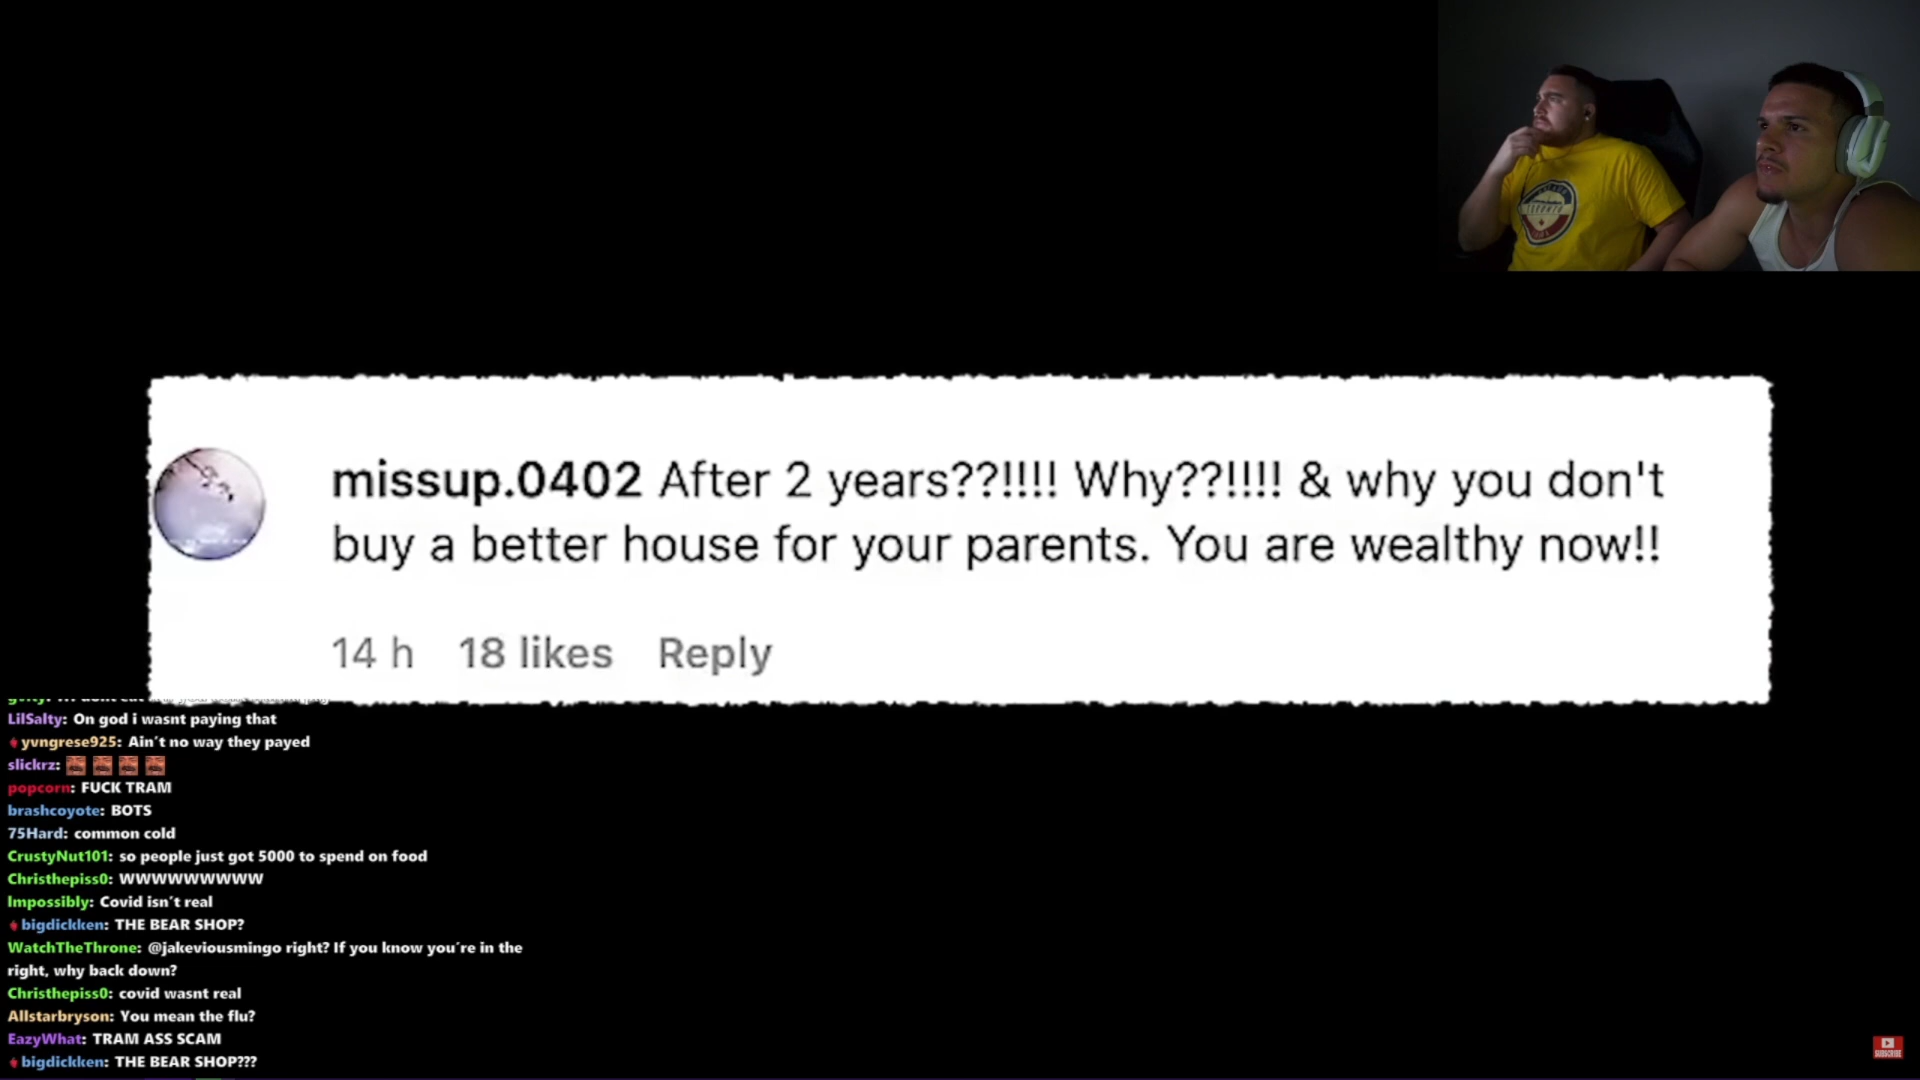 missup.0402 After 2 years??!!!! Why??!!!! & why you don't
buy a better house for your parents. You are wealthy now!!
14 h 18 likes Reply
LilSalty: On god i wasnt paying that
yvngrese925: Ain't no way they payed
slickrz:
popcorn: FUCK TRAM
brashcoyote: BOTS
75Hard: common cold
CrustyNut101: so people just got 5000 to spend on food
Christhepiss0: WWWWWWWWW
Impossibly: Covid isn't real
bigdickken: THE BEAR SHOP?
WatchTheThrone: @jakeviousmingo right? If you know you're in the
right, why back down?
Christhepiss0: covid wasnt real
Allstarbryson: You mean the flu?
EazyWhat: TRAM ASS SCAM
bigdickken: THE BEAR SHOP???
TORONTO
SUBSCRIBE